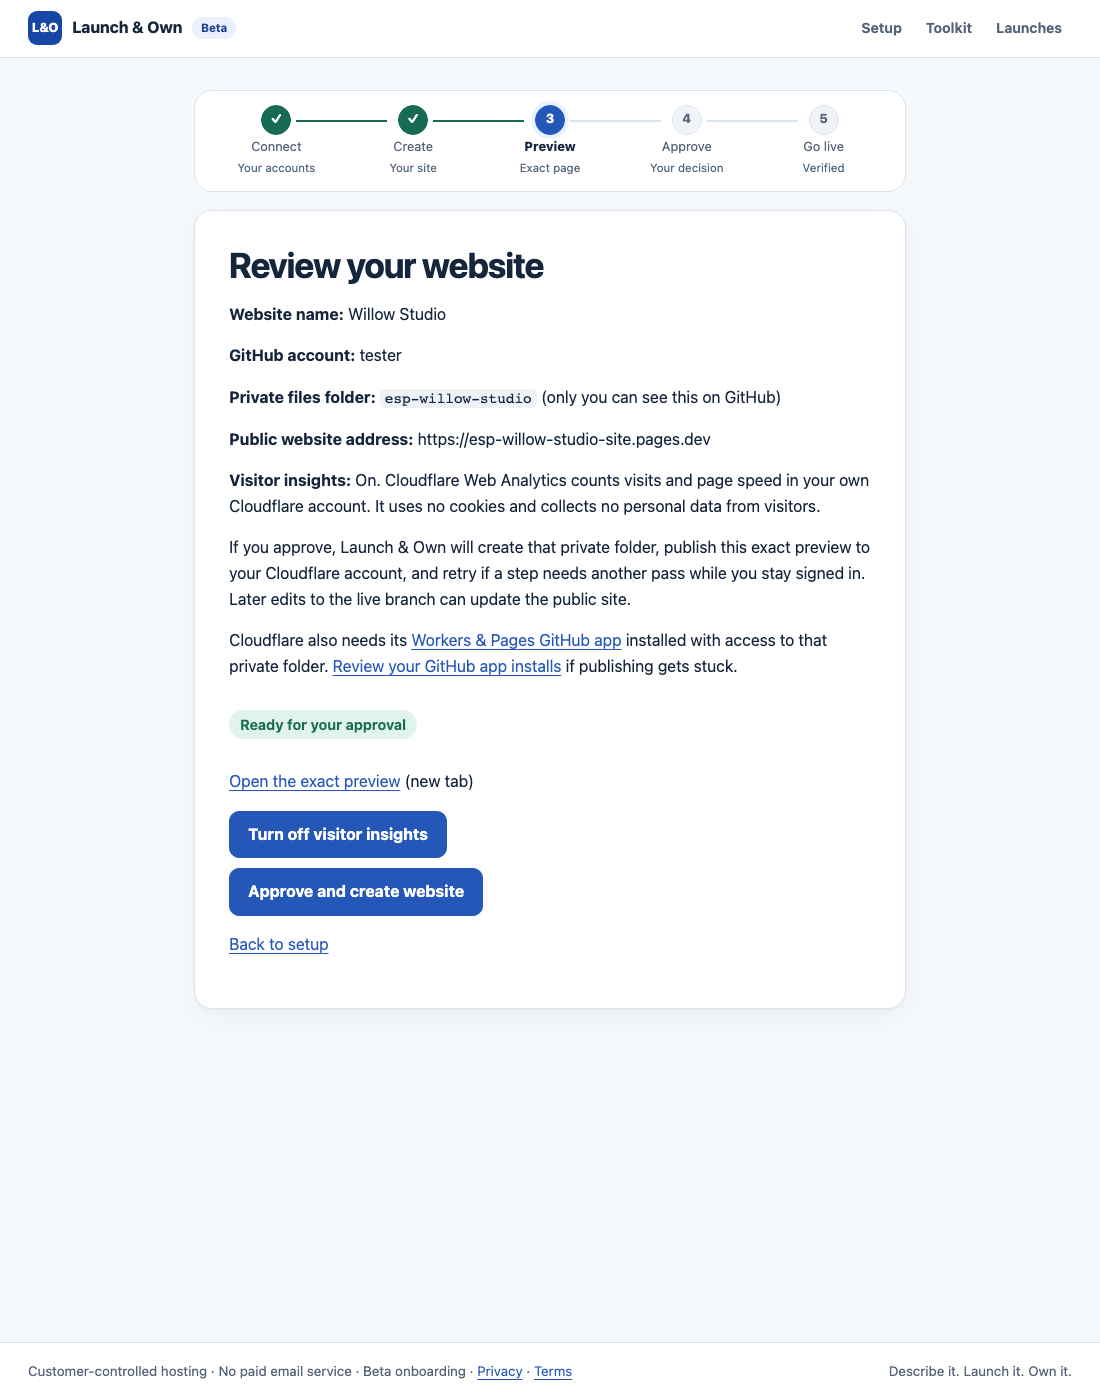 L&O Launch & Own Beta Setup Toolkit Launches
3 4 5
Connect Create Preview Approve Go live
Your accounts Your site Exact page Your decision Verified
Review your website
Website name: Willow Studio
GitHub account: tester
Private files folder: esp-willow-studio (only you can see this on GitHub)
Public website address: https://esp-willow-studio-site.pages.dev
Visitor insights: On. Cloudflare Web Analytics counts visits and page speed in your own
Cloudflare account. It uses no cookies and collects no personal data from visitors.
If you approve, Launch & Own will create that private folder, publish this exact preview to
your Cloudflare account, and retry if a step needs another pass while you stay signed in.
Later edits to the live branch can update the public site.
Cloudflare also needs its Workers & Pages GitHub app installed with access to that
private folder. Review your GitHub app installs if publishing gets stuck.
Ready for your approval
Open the exact preview (new tab)
Turn off visitor insights
Approve and create website
Back to setup
Customer-controlled hosting · No paid email service · Beta onboarding · Privacy · Terms Describe it. Launch it. Own it.